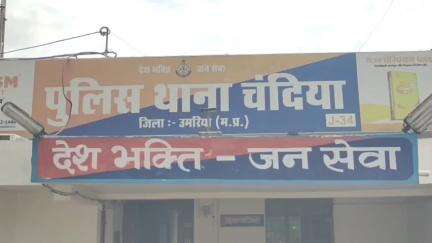 देश भक्ति जन सेवा
पुलिस थाना चंदिया
जिला :- उमरिया (म.प्र.)
J-34
देश भक्ति - जन सेवा